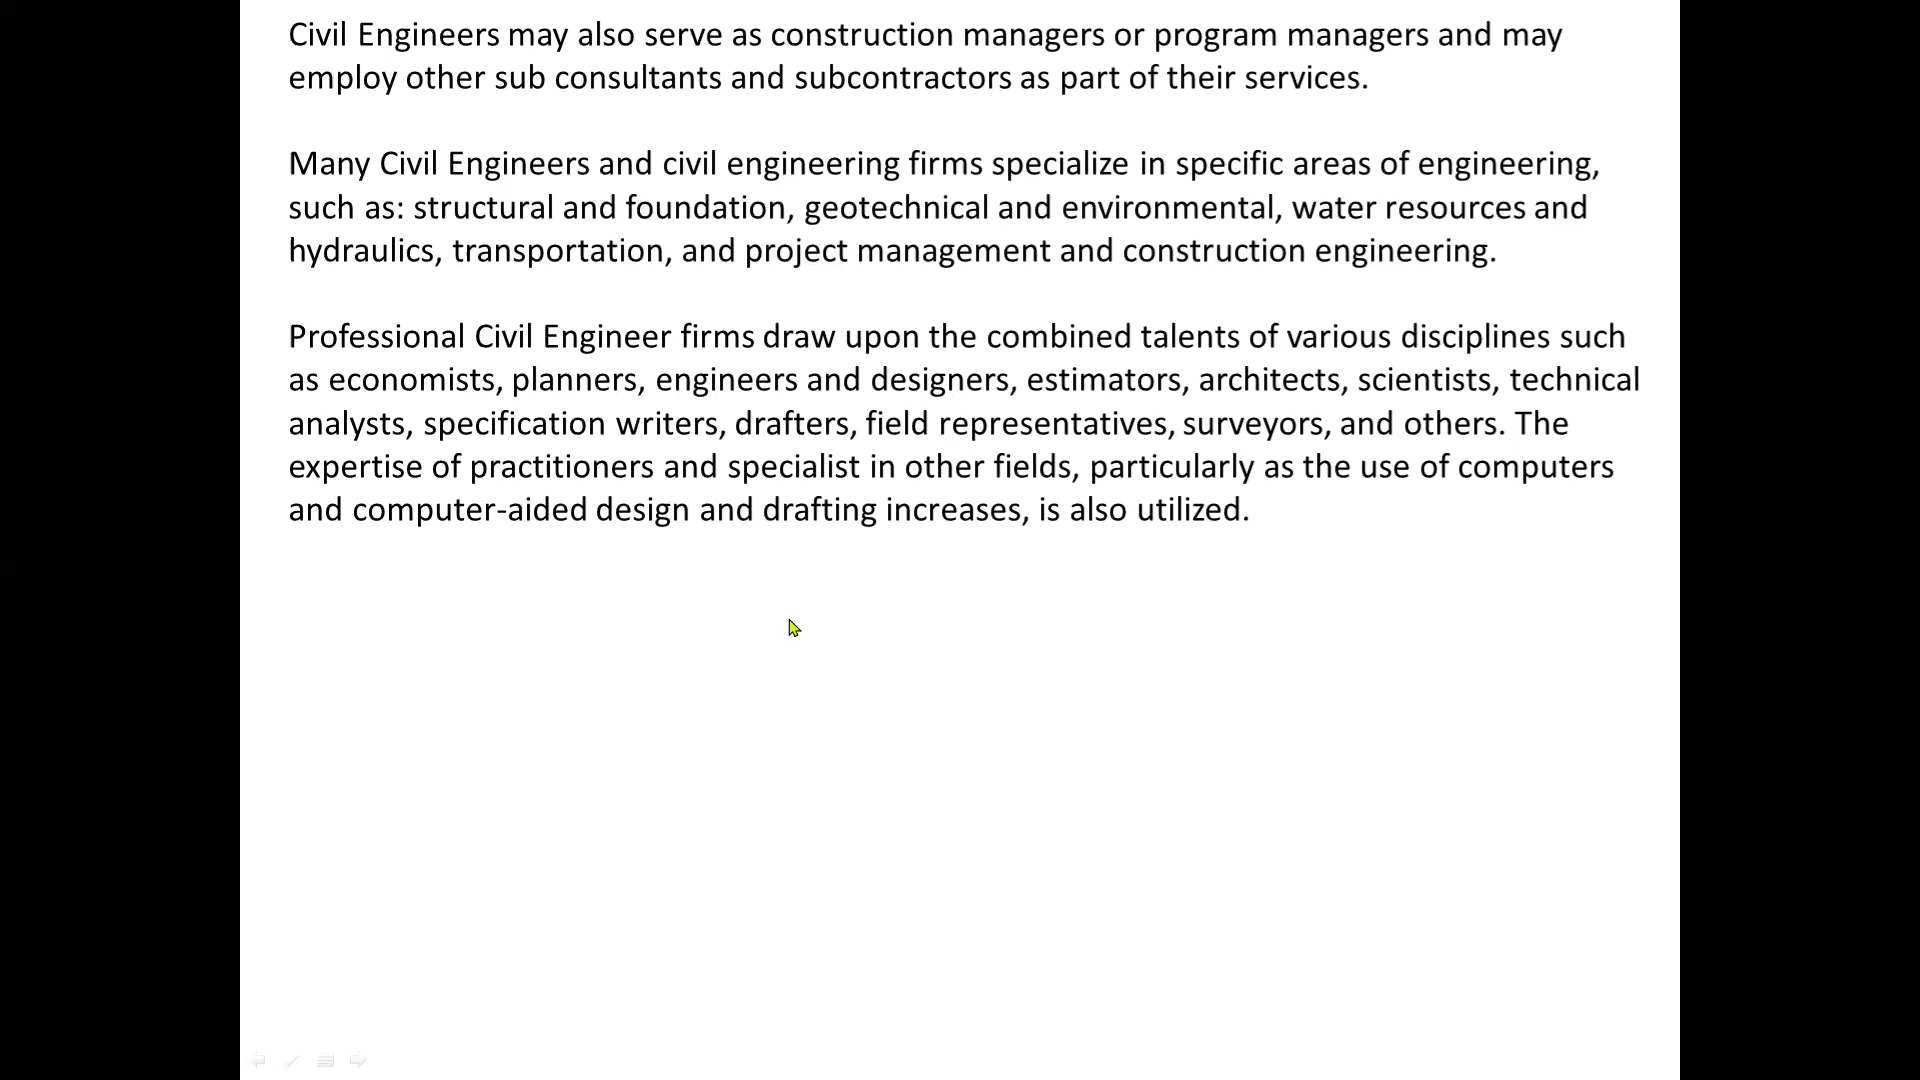 Civil Engineers may also serve as construction managers or program managers and may
employ other sub consultants and subcontractors as part of their services.
Many Civil Engineers and civil engineering firms specialize in specific areas of engineering,
such as: structural and foundation, geotechnical and environmental, water resources and
hydraulics, transportation, and project management and construction engineering.
Professional Civil Engineer firms draw upon the combined talents of various disciplines such
as economists, planners, engineers and designers, estimators, architects, scientists, technical
analysts, specification writers, drafters, field representatives, surveyors, and others. The
expertise of practitioners and specialist in other fields, particularly as the use of computers
and computer-aided design and drafting increases, is also utilized.